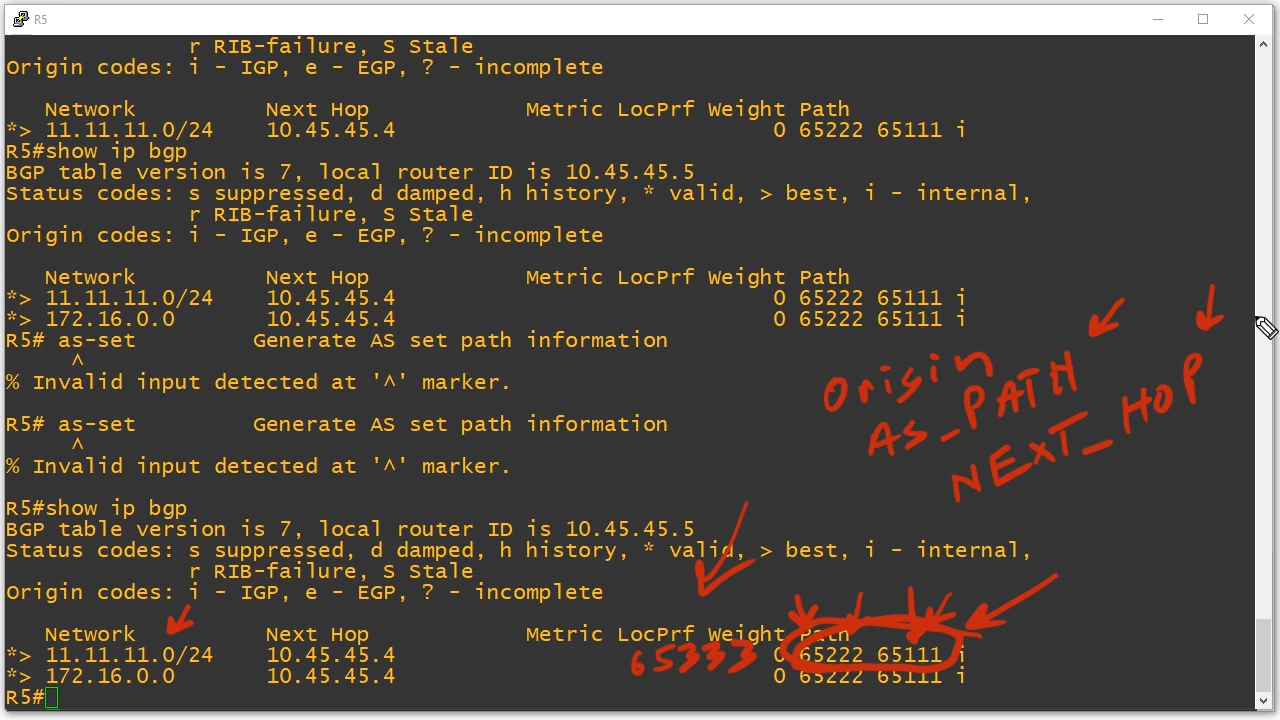 R5
r RIB-failure, S Stale
Origin codes: i - IGP, e - EGP, ? - incomplete
Network Next Hop Metric LocPrf Weight Path
*> 11.11.11.0/24 10.45.45.4 0 65222 65111 i
R5#show ip bgp
BGP table version is 7, local router ID is 10.45.45.5
Status codes: s suppressed, d damped, h history, * valid, > best, i - internal,
r RIB-failure, S Stale
Origin codes: i - IGP, e - EGP, ? - incomplete
Network Next Hop Metric LocPrf Weight Path
*> 11.11.11.0/24 10.45.45.4 0 65222 65111 i
*> 172.16.0.0 10.45.45.4 0 65222 65111 i
R5# as-set Generate AS set path information
^
% Invalid input detected at '^' marker.
R5# as-set Generate AS set path information
^
% Invalid input detected at '^' marker.
Origin
AS_PATH
NEXT_HOP
R5#show ip bgp
BGP table version is 7, local router ID is 10.45.45.5
Status codes: s suppressed, d damped, h history, * valid, > best, i - internal,
r RIB-failure, S Stale
Origin codes: i - IGP, e - EGP, ? - incomplete
Network Next Hop Metric LocPrf Weight Path
*> 11.11.11.0/24 10.45.45.4 65333 0 65222 65111 i
*> 172.16.0.0 10.45.45.4 0 65222 65111 i
R5#